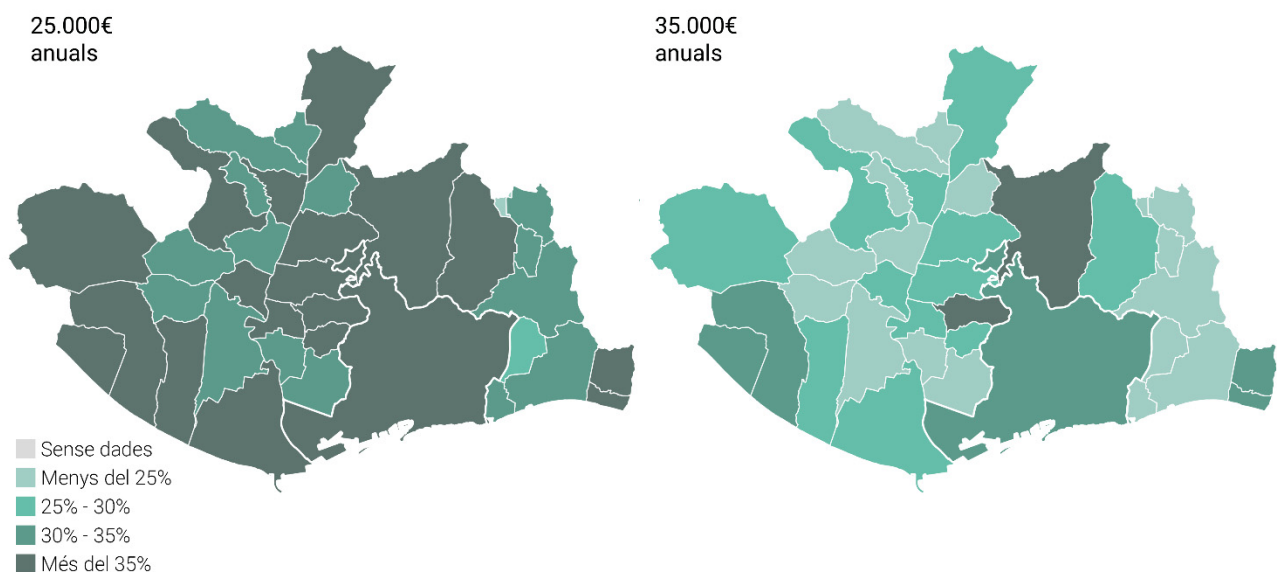 25.000€
anuals
35.000€
anuals
Sense dades
Menys del 25%
25% - 30%
30% - 35%
Més del 35%